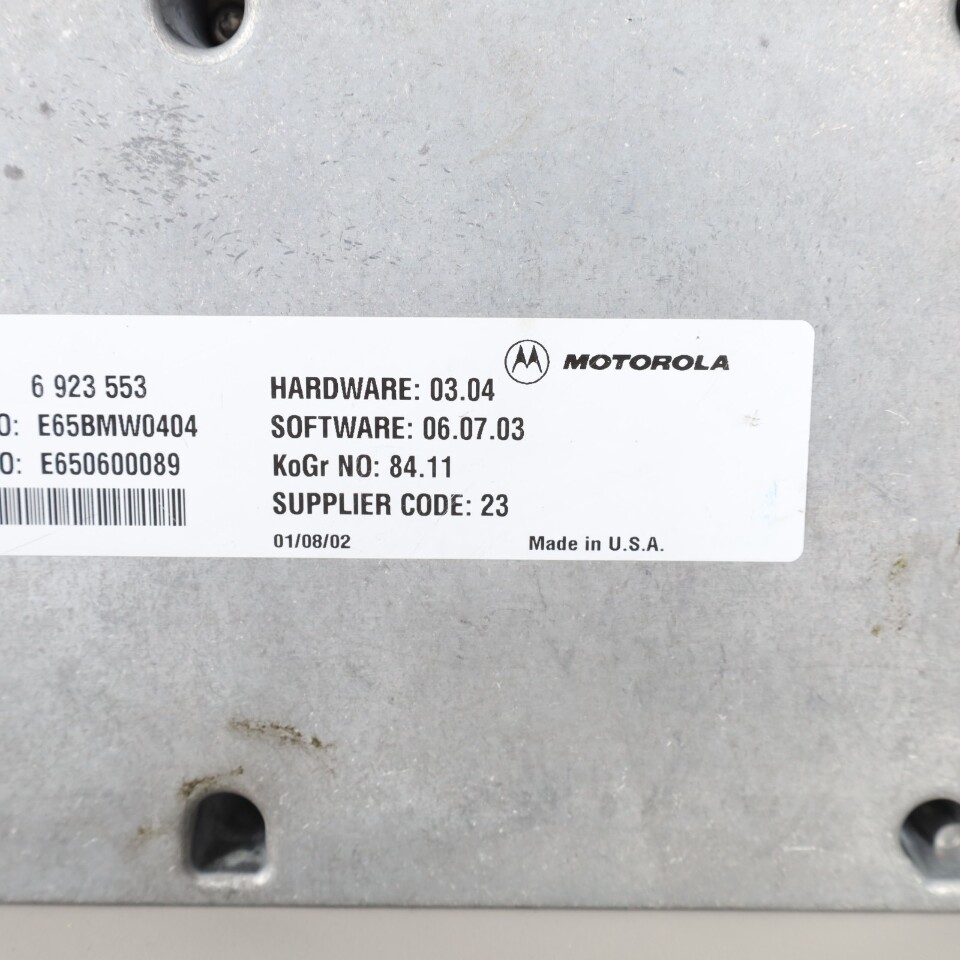 MOTOROLA
6 923 553
HARDWARE: 03.04
O: E65BMW0404
SOFTWARE: 06.07.03
O: E650600089
KoGr NO: 84.11
SUPPLIER CODE: 23
01/08/02
Made in U.S.A.